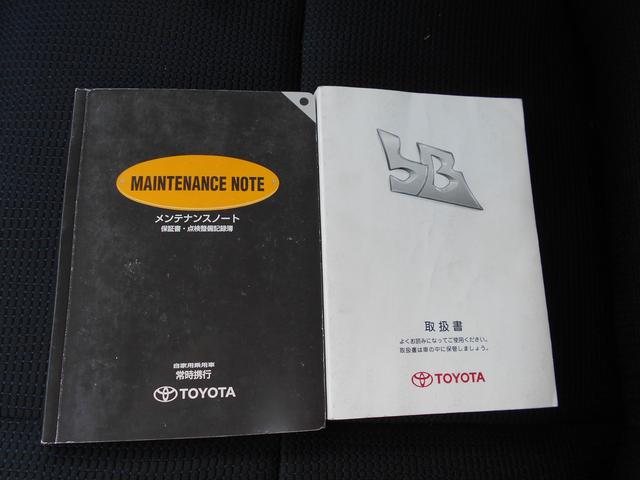 MAINTENANCE NOTE
メンテナンスノート
保証書・点検整備記録簿
自家用乗用車
常時携行
TOYOTA
bB
取扱書
よくお読みになってご使用ください。
取扱書は車の中に保管しましょう。
TOYOTA